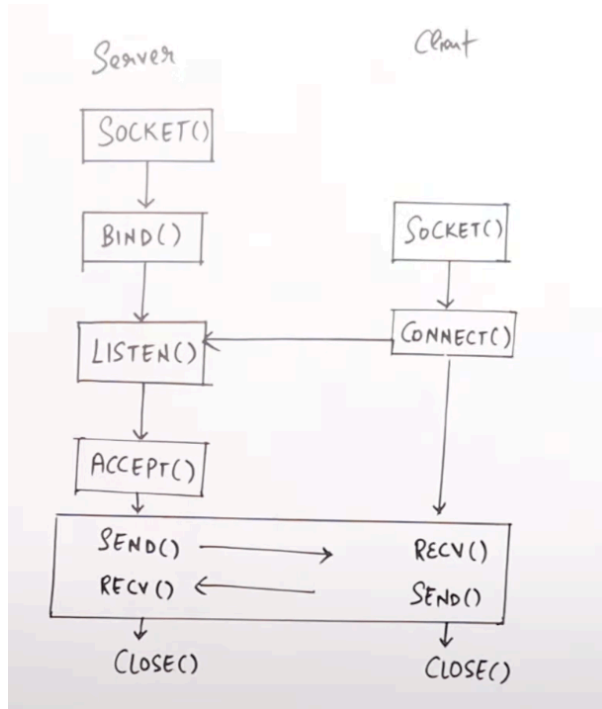 Server
Client
SOCKET()
BIND()
SOCKET()
LISTEN()
CONNECT()
ACCEPT()
SEND()
RECV()
RECV()
SEND()
CLOSE()
CLOSE()